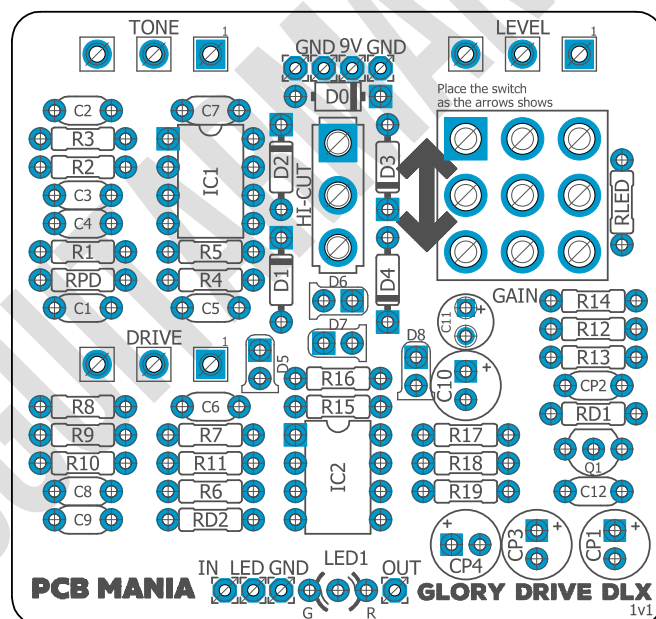 TONE 1
LEVEL 1
GND 9V GND
D0
Place the switch
as the arrows shows
C2
C7
R3
R2
IC1
D2
HI-CUT
D3
RLED
C3
C4
R1
R5
RPD
R4
D1
D4
C1
C5
D6
GAIN
R14
C11
R12
DRIVE 1
D7
D8
D5
R13
R16
C10
CP2
R8
C6
R15
RD1
R9
R7
R17
R10
R11
IC2
R18
Q1
C8
R6
R19
C12
C9
RD2
CP4
CP3
CP1
IN LED GND LED1 OUT
G R
PCB MANIA
GLORY DRIVE DLX
1v1